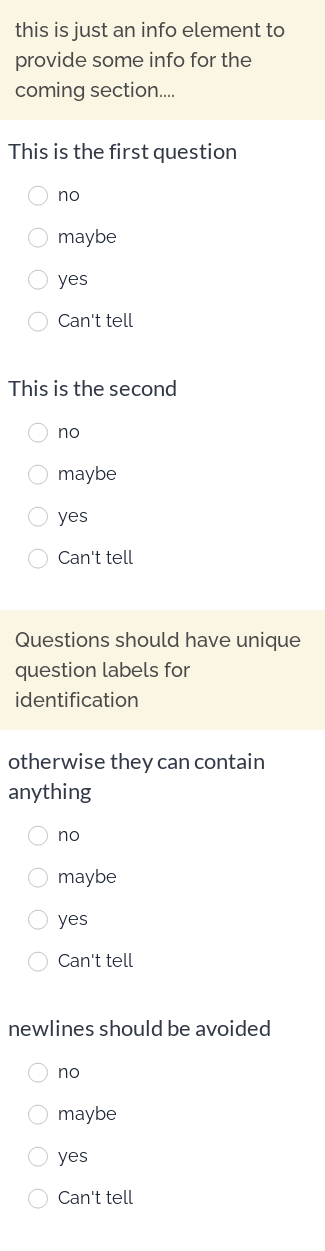 this is just an info element to
provide some info for the
coming section....
This is the first question
no
maybe
yes
Can't tell
This is the second
no
maybe
yes
Can't tell
Questions should have unique
question labels for
identification
otherwise they can contain
anything
no
maybe
yes
Can't tell
newlines should be avoided
no
maybe
yes
Can't tell